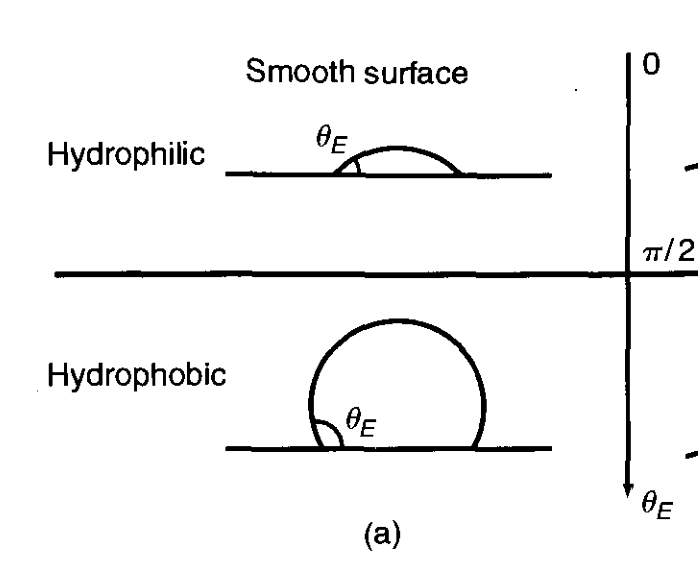 Smooth surface
0
Hydrophilic
θE
π/2
Hydrophobic
θE
θE
(a)